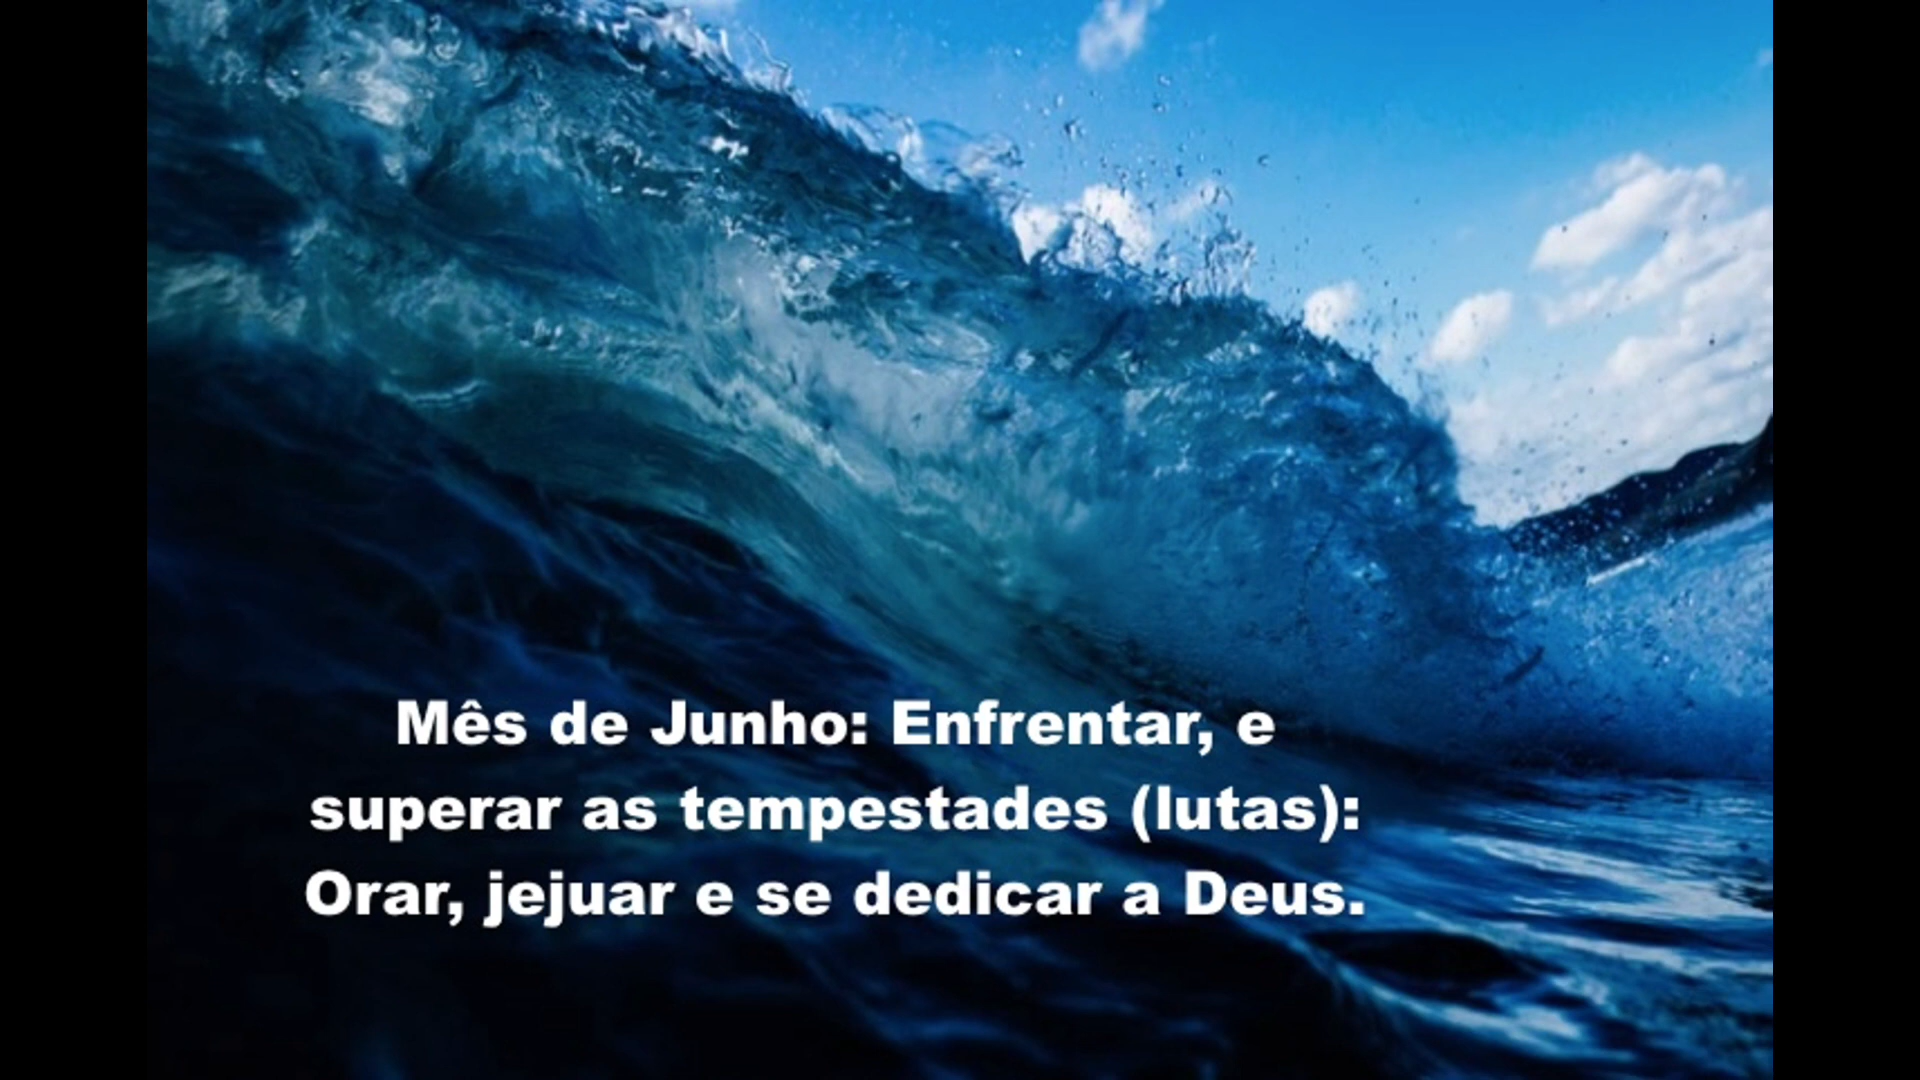 Mês de Junho: Enfrentar, e
superar as tempestades (lutas):
Orar, jejuar e se dedicar a Deus.